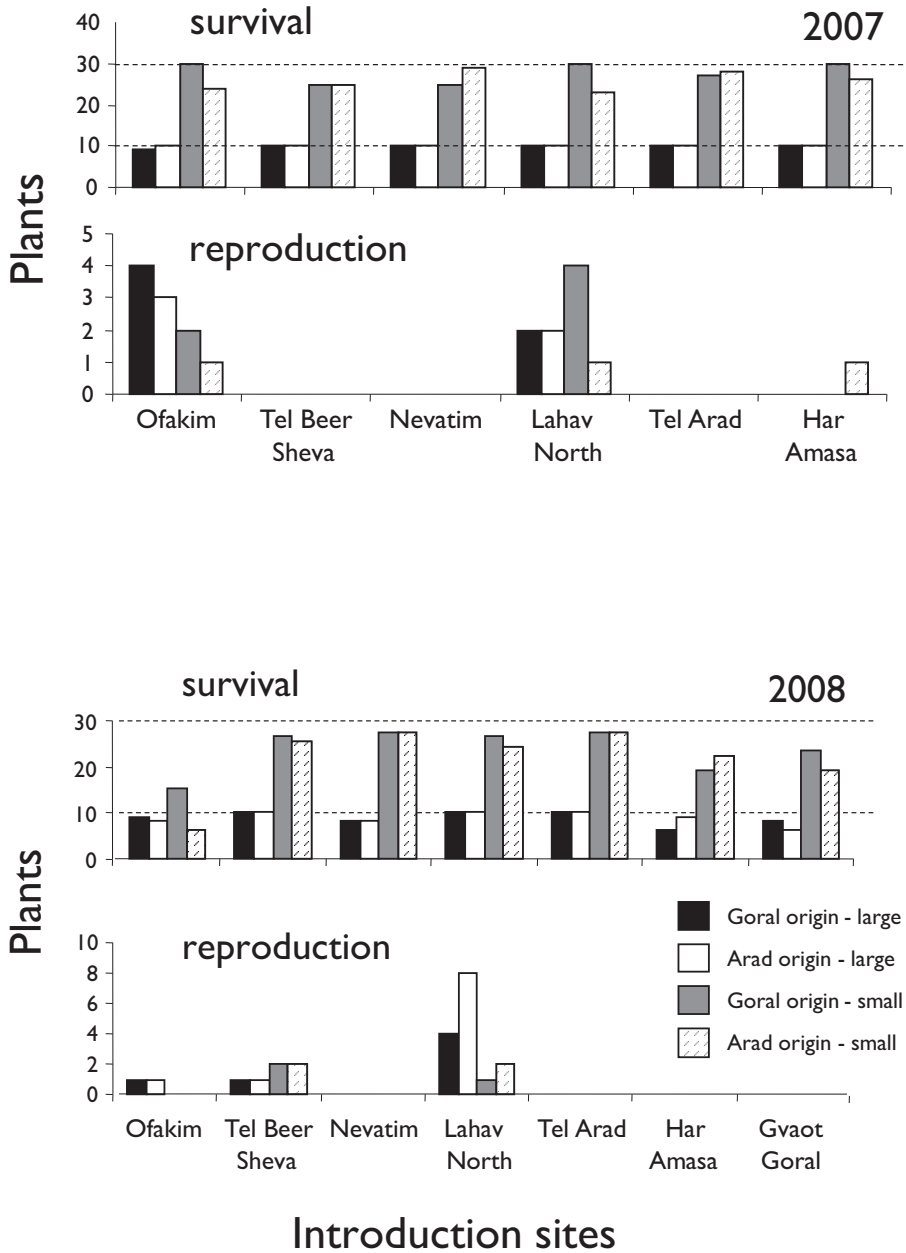 survival
2007
40
30
20
10
0
Plants
reproduction
5
4
3
2
1
0
Ofakim
Tel Beer
Sheva
Nevatim
Lahav
North
Tel Arad
Har
Amasa
survival
2008
30
20
10
0
Plants
reproduction
10
8
6
4
2
0
Goral origin - large
Arad origin - large
Goral origin - small
Arad origin - small
Ofakim
Tel Beer
Sheva
Nevatim
Lahav
North
Tel Arad
Har
Amasa
Gvaot
Goral
Introduction sites